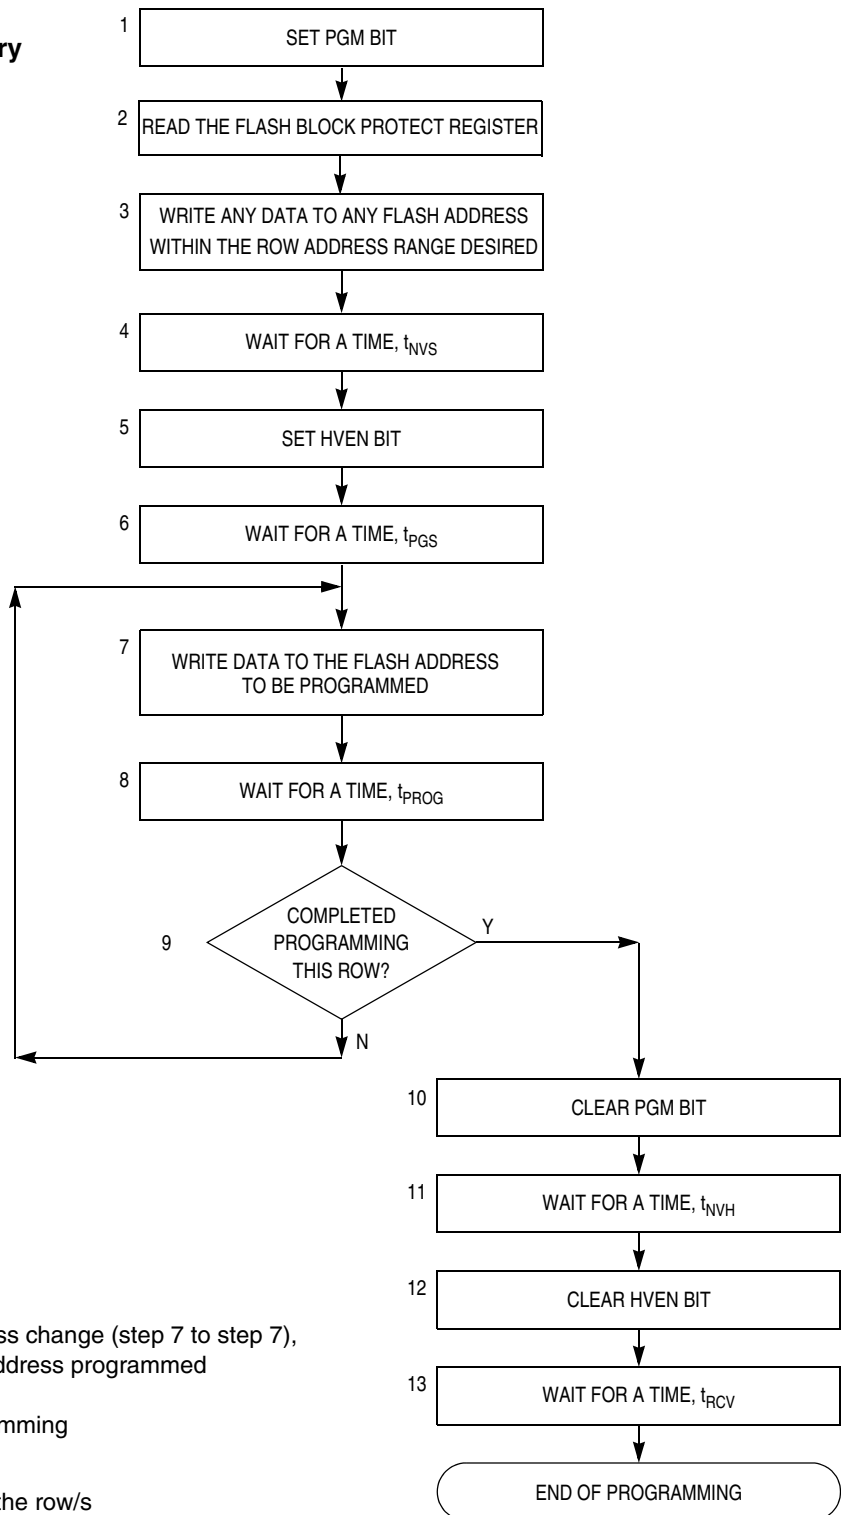 1
SET PGM BIT
ry
2
READ THE FLASH BLOCK PROTECT REGISTER
3
WRITE ANY DATA TO ANY FLASH ADDRESS
WITHIN THE ROW ADDRESS RANGE DESIRED
4
WAIT FOR A TIME, tNVS
5
SET HVEN BIT
6
WAIT FOR A TIME, tPGS
7
WRITE DATA TO THE FLASH ADDRESS
TO BE PROGRAMMED
8
WAIT FOR A TIME, tPROG
9
COMPLETED
PROGRAMMING
THIS ROW?
Y
N
10
CLEAR PGM BIT
11
WAIT FOR A TIME, tNVH
12
CLEAR HVEN BIT
13
WAIT FOR A TIME, tRCV
END OF PROGRAMMING
ss change (step 7 to step 7),
ddress programmed
mming
the row/s